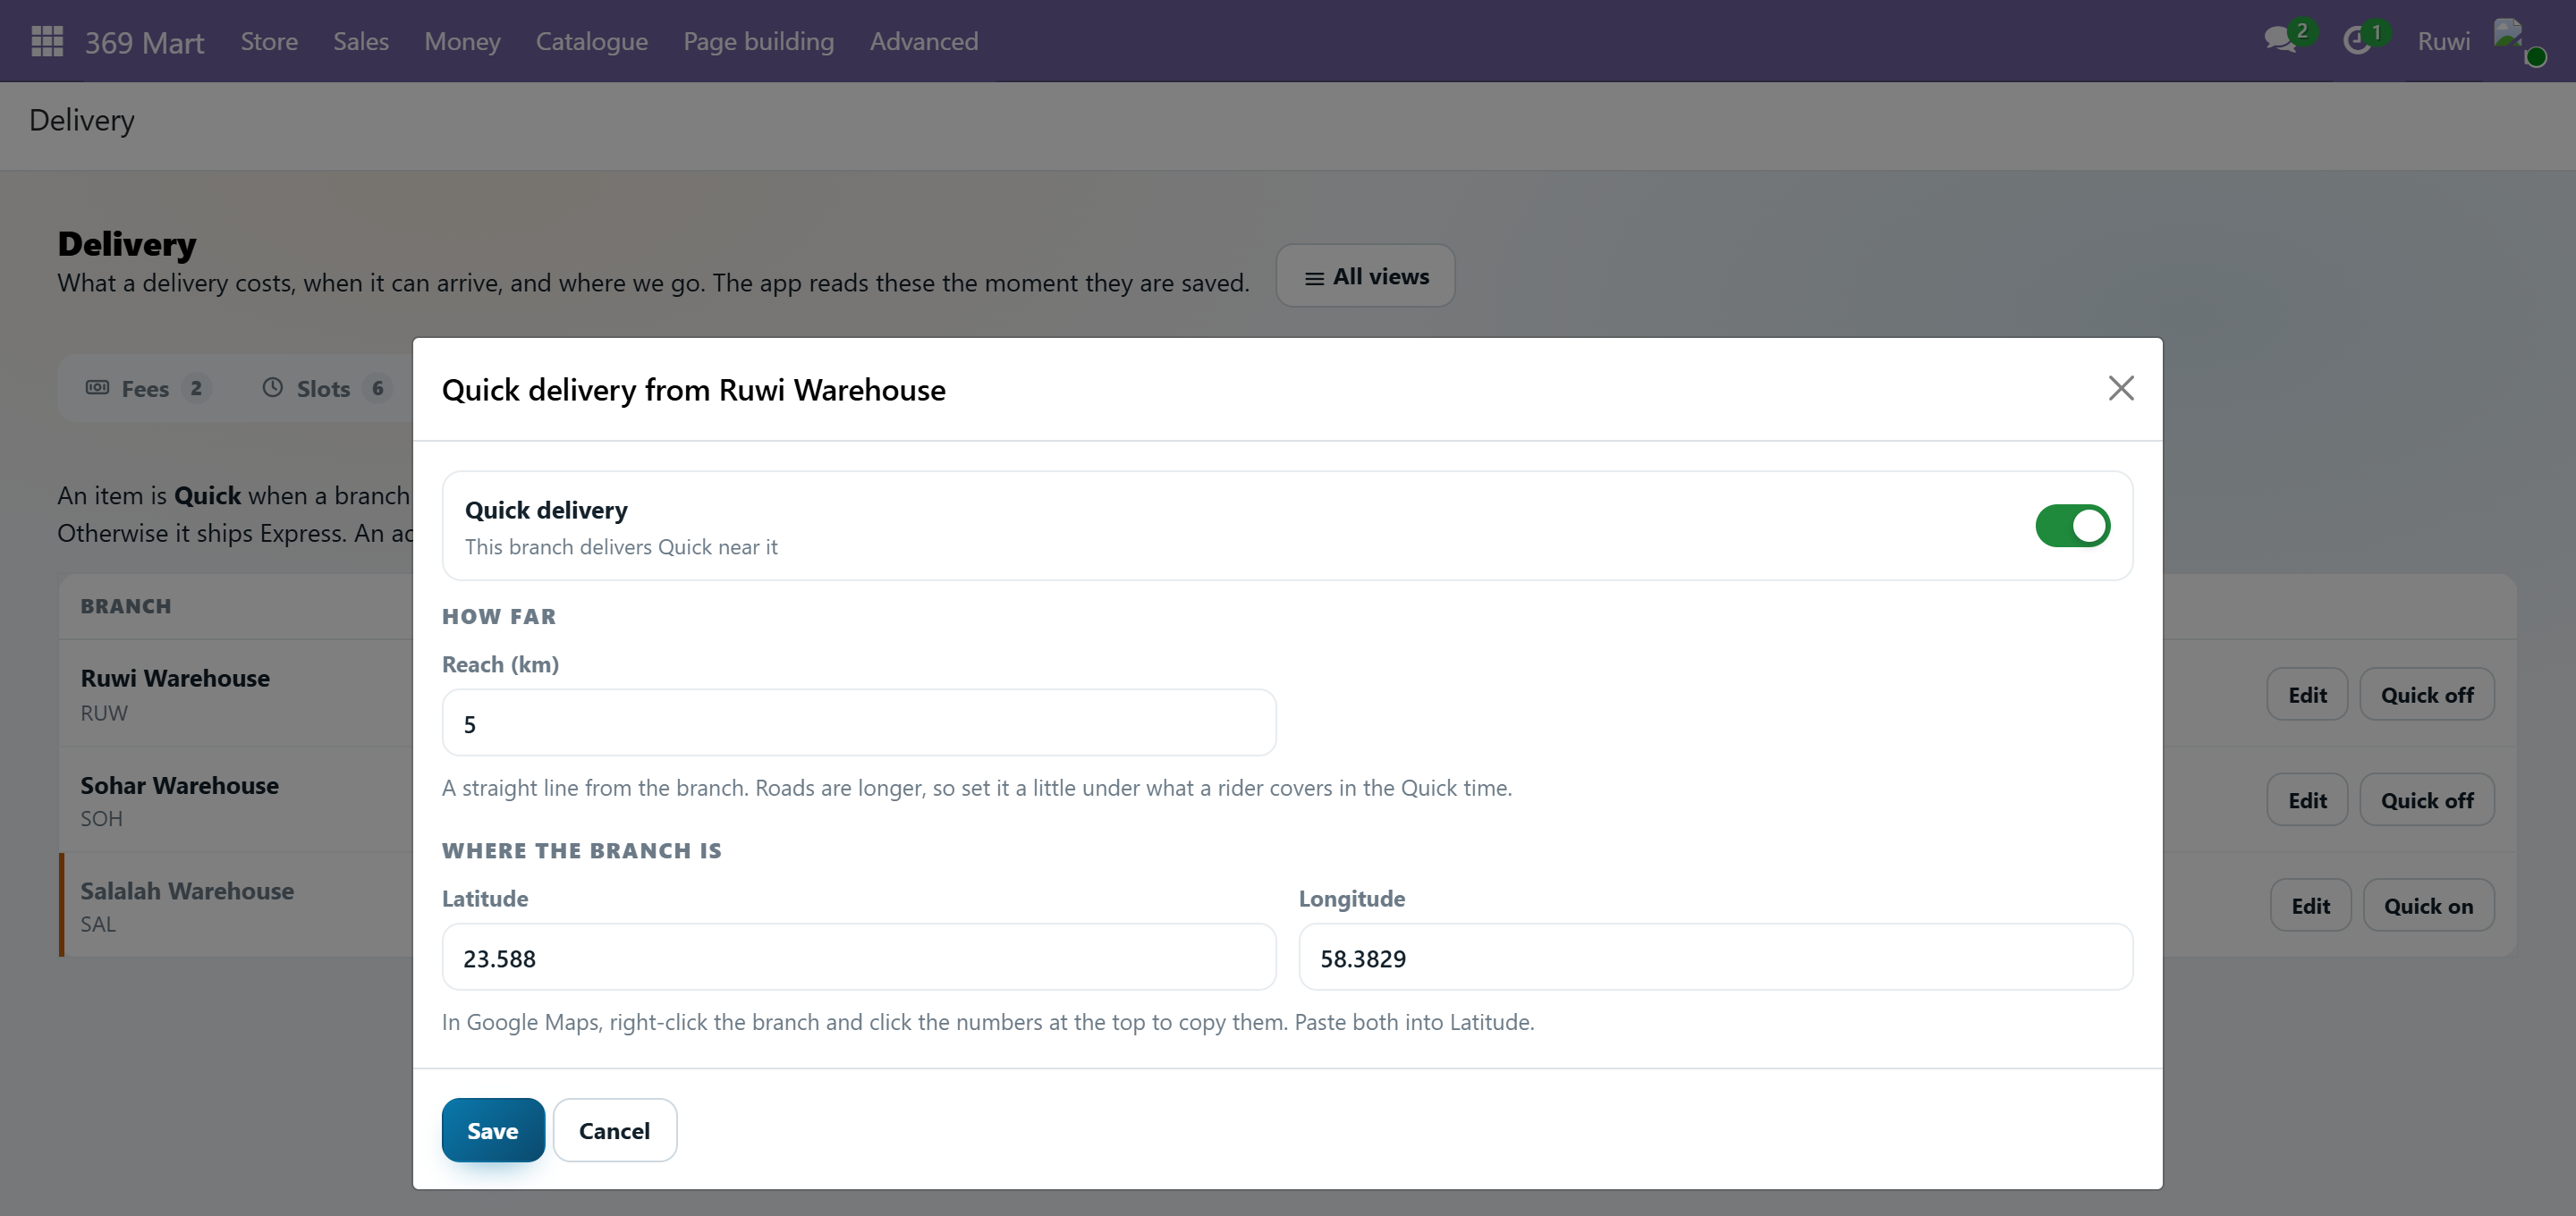 369 Mart Store Sales Money Catalogue Page building Advanced 2 1 Ruwi
Delivery
Delivery
What a delivery costs, when it can arrive, and where we go. The app reads these the moment they are saved.
All views
Fees 2 Slots 6
Quick delivery from Ruwi Warehouse
An item is Quick when a branch
Otherwise it ships Express. An
Quick delivery
This branch delivers Quick near it
HOW FAR
Reach (km)
5
A straight line from the branch. Roads are longer, so set it a little under what a rider covers in the Quick time.
WHERE THE BRANCH IS
Latitude Longitude
23.588 58.3829
In Google Maps, right-click the branch and click the numbers at the top to copy them. Paste both into Latitude.
Save Cancel
BRANCH
Ruwi Warehouse
RUW
Edit Quick off
Sohar Warehouse
SOH
Edit Quick off
Salalah Warehouse
SAL
Edit Quick on